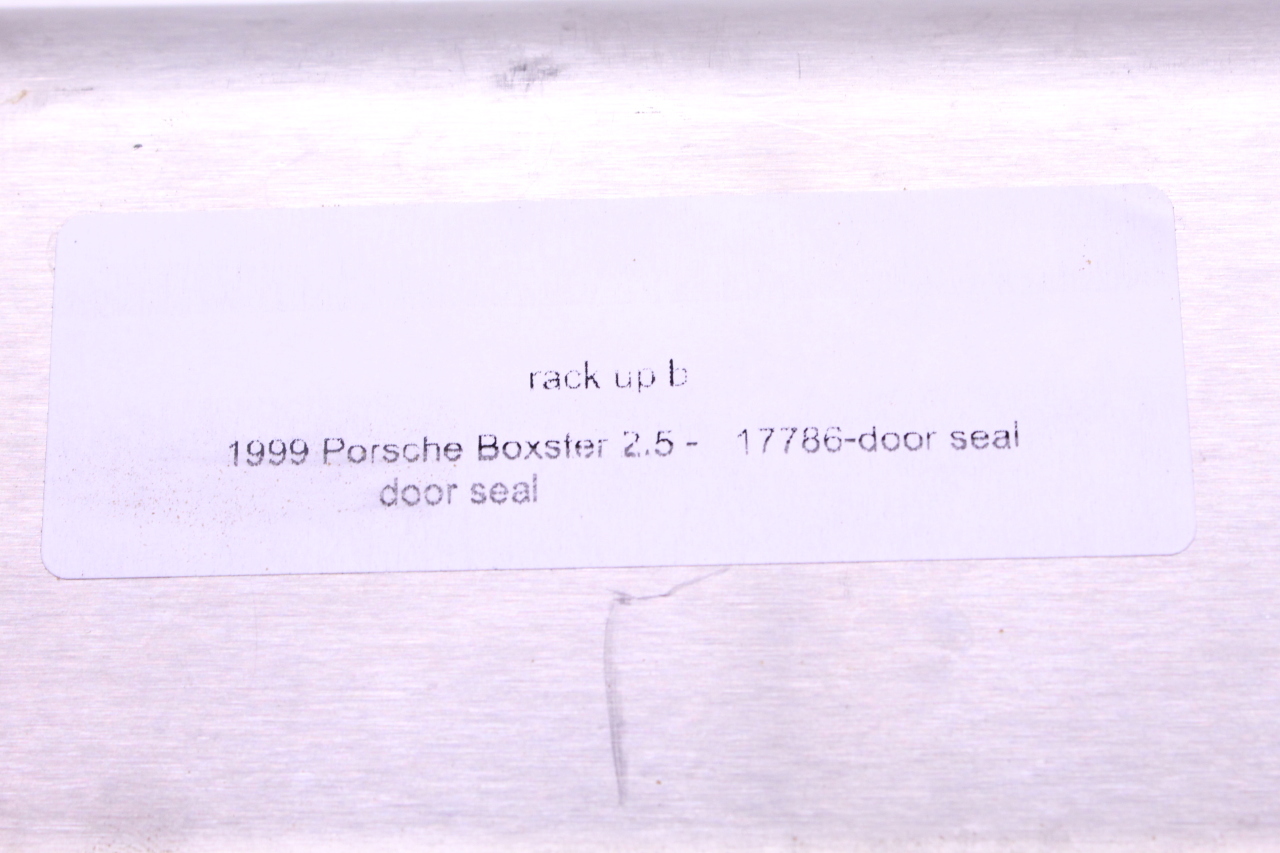 rack up b
1999 Porsche Boxster 2.5 - 17786-door seal
door seal